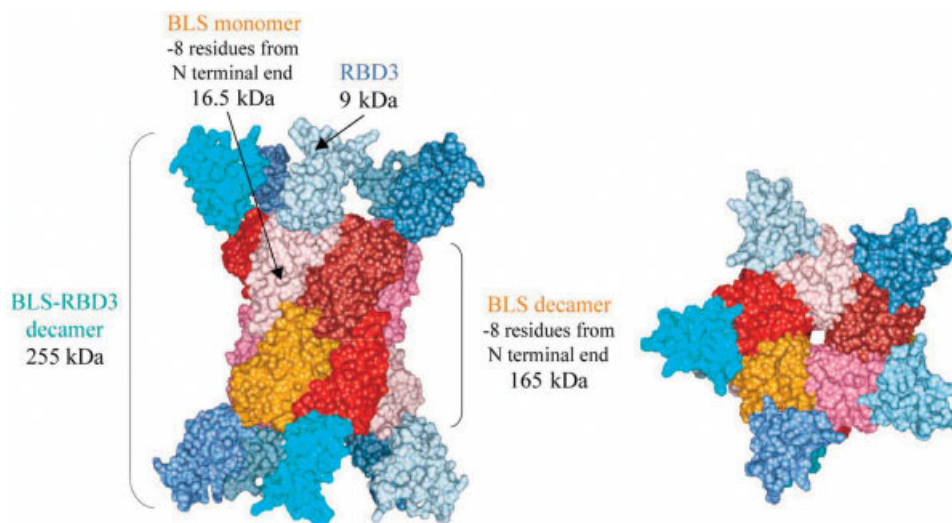 BLS monomer
-8 residues from
N terminal end
16.5 kDa
RBD3
9 kDa
BLS-RBD3
decamer
255 kDa
BLS decamer
-8 residues from
N terminal end
165 kDa